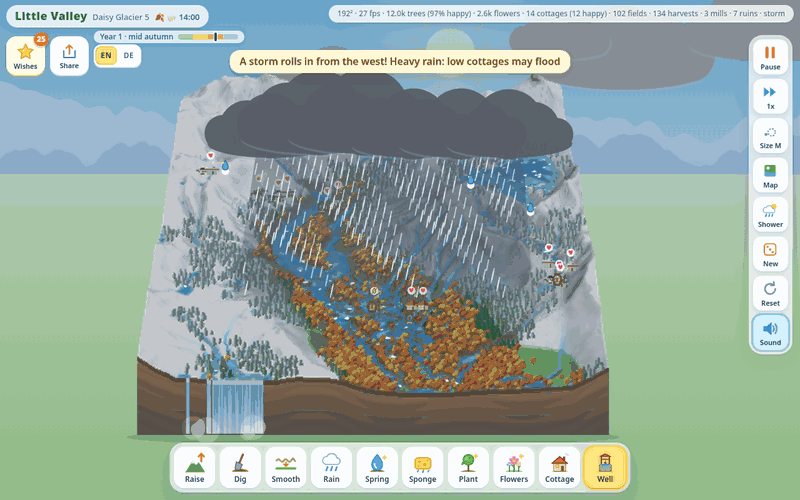 Little Valley Daisy Glacier 5 14:00
192² · 27 fps · 12.0k trees (97% happy) · 2.6k flowers · 14 cottages (12 happy) · 102 fields · 134 harvests · 3 mills · 7 ruins · storm
Year 1 · mid autumn
25
Wishes
Share
EN DE
A storm rolls in from the west! Heavy rain: low cottages may flood
Pause
1x
Size M
Map
Shower
New
Reset
Sound
Raise Dig Smooth Rain Spring Sponge Plant Flowers Cottage Well